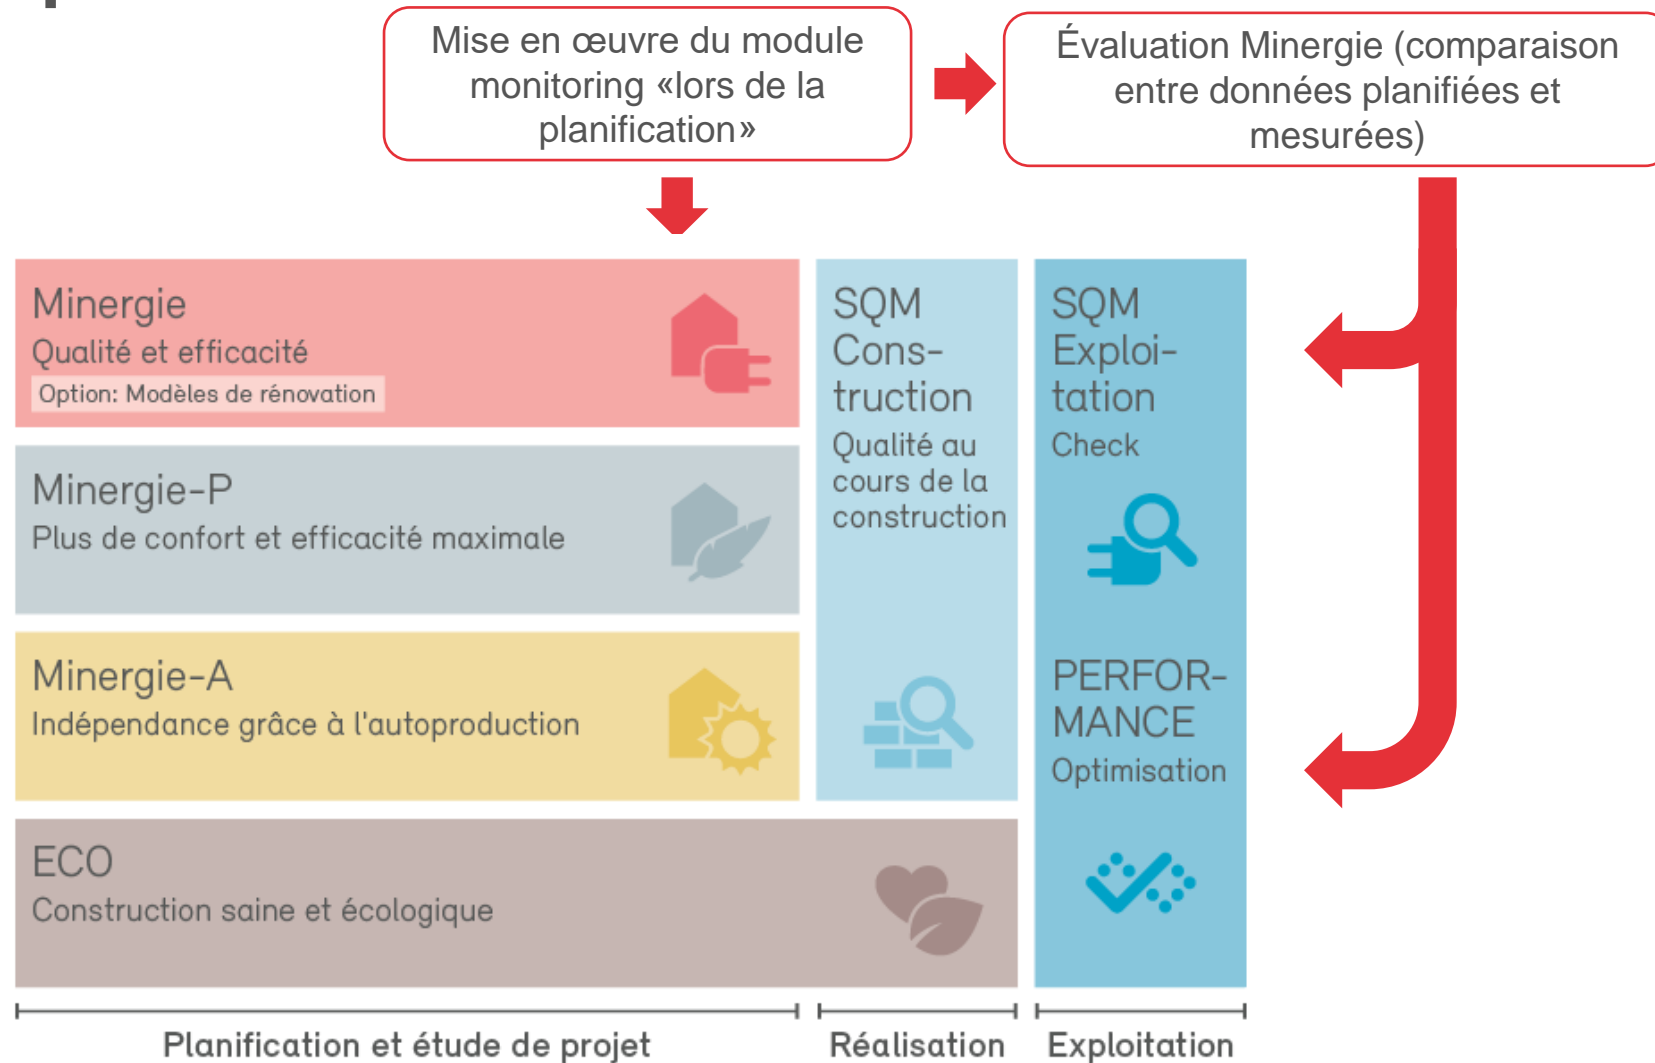 Mise en œuvre du module
monitoring «lors de la
planification»
Évaluation Minergie (comparaison
entre données planifiées et
mesurées)
Minergie
Qualité et efficacité
Option: Modèles de rénovation
Minergie-P
Plus de confort et efficacité maximale
Minergie-A
Indépendance grâce à l'autoproduction
ECO
Construction saine et écologique
SQM
Cons-
truction
Qualité au
cours de la
construction
SQM
Exploi-
tation
Check
PERFOR-
MANCE
Optimisation
Planification et étude de projet
Réalisation
Exploitation